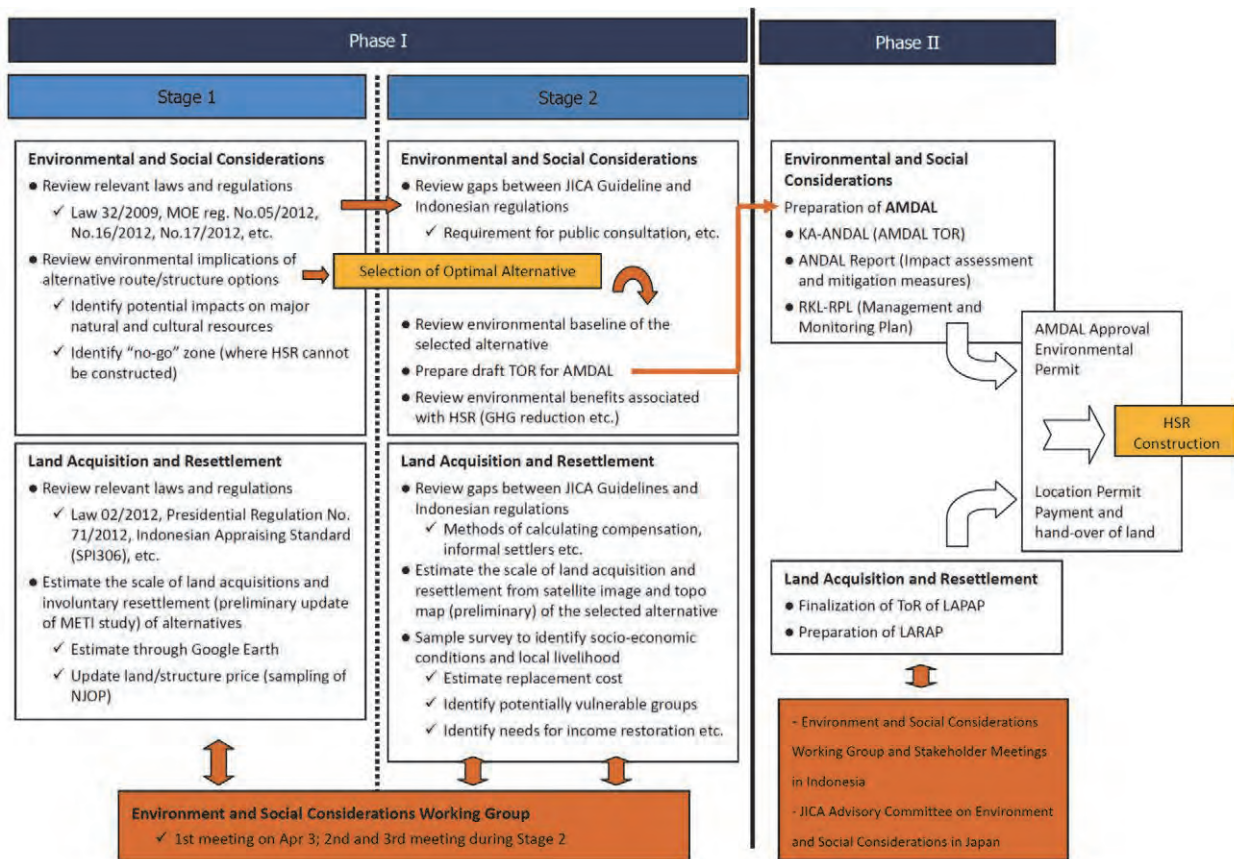 Phase I
Phase II
Stage 1
Stage 2
Environmental and Social Considerations
● Review relevant laws and regulations
✓ Law 32/2009, MOE reg. No.05/2012,
No.16/2012, No.17/2012, etc.
● Review environmental implications of
alternative route/structure options
✓ Identify potential impacts on major
natural and cultural resources
✓ Identify “no-go” zone (where HSR cannot
be constructed)
Land Acquisition and Resettlement
● Review relevant laws and regulations
✓ Law 02/2012, Presidential Regulation No.
71/2012, Indonesian Appraising Standard
(SPI306), etc.
● Estimate the scale of land acquisitions and
involuntary resettlement (preliminary update
of METI study) of alternatives
✓ Estimate through Google Earth
✓ Update land/structure price (sampling of
NJOP)
Environmental and Social Considerations
● Review gaps between JICA Guideline and
Indonesian regulations
✓ Requirement for public consultation, etc.
Selection of Optimal Alternative
● Review environmental baseline of the
selected alternative
● Prepare draft TOR for AMDAL
● Review environmental benefits associated
with HSR (GHG reduction etc.)
Land Acquisition and Resettlement
● Review gaps between JICA Guidelines and
Indonesian regulations
✓ Methods of calculating compensation,
informal settlers etc.
● Estimate the scale of land acquisition and
resettlement from satellite image and topo
map (preliminary) of the selected alternative
● Sample survey to identify socio-economic
conditions and local livelihood
✓ Estimate replacement cost
✓ Identify potentially vulnerable groups
✓ Identify needs for income restoration etc.
Environment and Social Considerations Working Group
✓ 1st meeting on Apr 3; 2nd and 3rd meeting during Stage 2
Environmental and Social
Considerations
Preparation of AMDAL
● KA-ANDAL (AMDAL TOR)
● ANDAL Report (Impact assessment
and mitigation measures)
● RKL-RPL (Management and
Monitoring Plan)
AMDAL Approval
Environmental
Permit
HSR
Construction
Location Permit
Payment and
hand-over of land
Land Acquisition and Resettlement
● Finalization of ToR of LAPAP
● Preparation of LARAP
- Environment and Social Considerations
Working Group and Stakeholder Meetings
in Indonesia
- JICA Advisory Committee on Environment
and Social Considerations in Japan